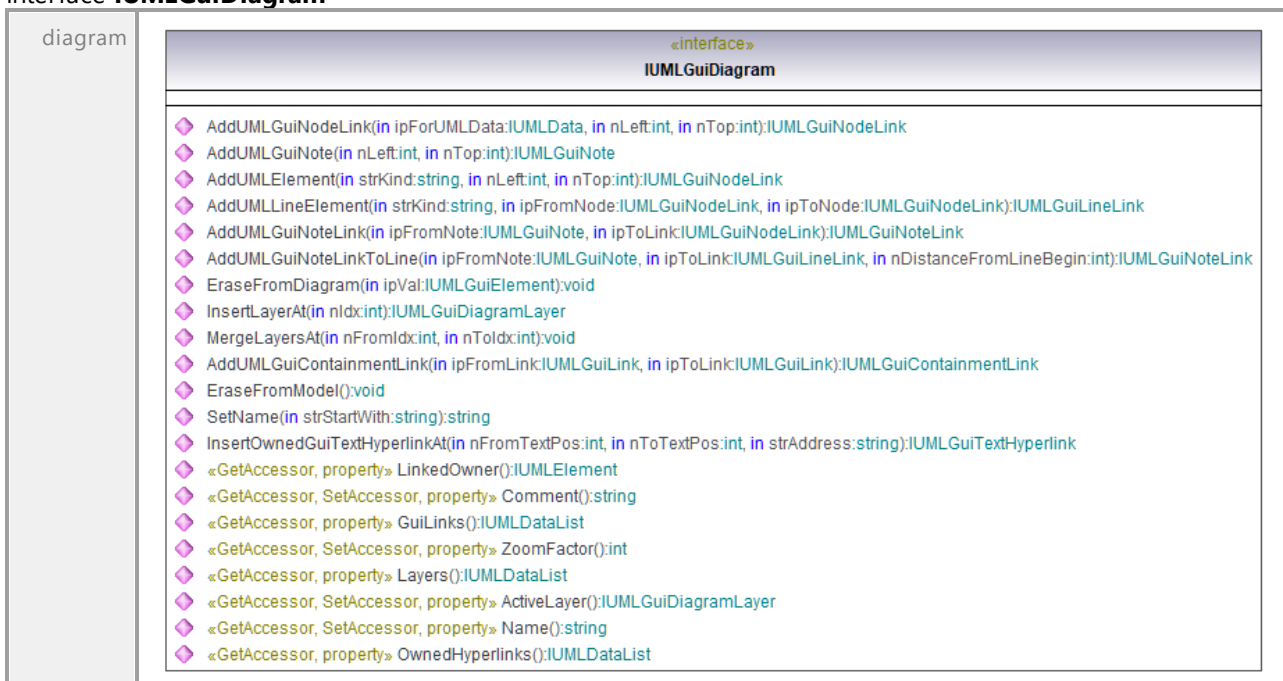 interface IUMLGuiDiagram
diagram
«interface»
IUMLGuiDiagram
AddUMLGuiNodeLink(in ipForUMLData:IUMLData, in nLeft:int, in nTop:int):IUMLGuiNodeLink
AddUMLGuiNote(in nLeft:int, in nTop:int):IUMLGuiNote
AddUMLElement(in strKind:string, in nLeft:int, in nTop:int):IUMLGuiNodeLink
AddUMLLineElement(in strKind:string, in ipFromNode:IUMLGuiNodeLink, in ipToNode:IUMLGuiNodeLink):IUMLGuiLineLink
AddUMLGuiNoteLink(in ipFromNote:IUMLGuiNote, in ipToLink:IUMLGuiNodeLink):IUMLGuiNoteLink
AddUMLGuiNoteLinkToLine(in ipFromNote:IUMLGuiNote, in ipToLink:IUMLGuiLineLink, in nDistanceFromLineBegin:int):IUMLGuiNoteLink
EraseFromDiagram(in ipVal:IUMLGuiElement):void
InsertLayerAt(in nIdx:int):IUMLGuiDiagramLayer
MergeLayersAt(in nFromIdx:int, in nToIdx:int):void
AddUMLGuiContainmentLink(in ipFromLink:IUMLGuiLink, in ipToLink:IUMLGuiLink):IUMLGuiContainmentLink
EraseFromModel():void
SetName(in strStartWith:string):string
InsertOwnedGuiTextHyperlinkAt(in nFromTextPos:int, in nToTextPos:int, in strAddress:string):IUMLGuiTextHyperlink
«GetAccessor, property» LinkedOwner():IUMLElement
«GetAccessor, SetAccessor, property» Comment():string
«GetAccessor, property» GuiLinks():IUMLDataList
«GetAccessor, SetAccessor, property» ZoomFactor():int
«GetAccessor, property» Layers():IUMLDataList
«GetAccessor, SetAccessor, property» ActiveLayer():IUMLGuiDiagramLayer
«GetAccessor, SetAccessor, property» Name():string
«GetAccessor, property» OwnedHyperlinks():IUMLDataList